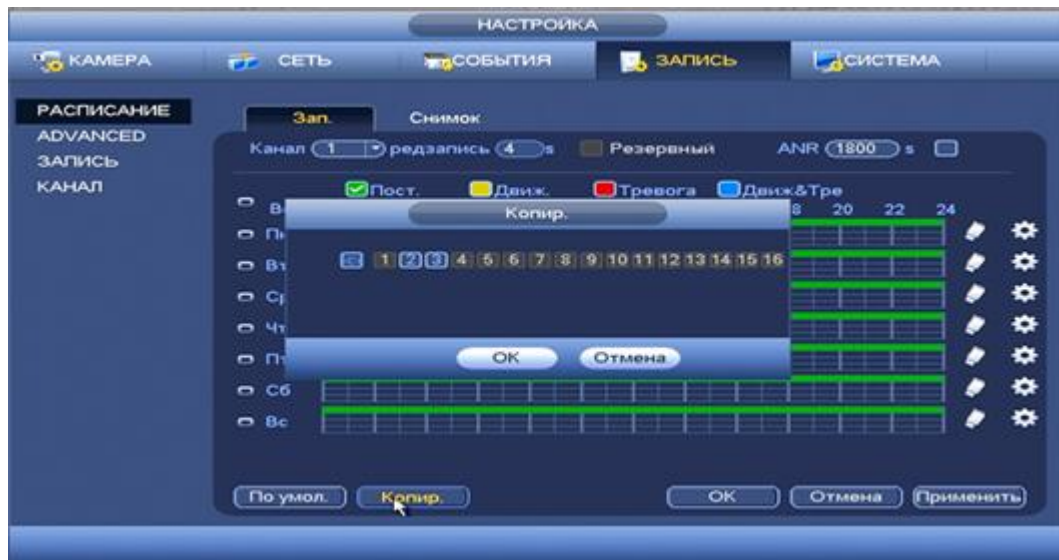 НАСТРОЙКА
КАМЕРА СЕТЬ СОБЫТИЯ ЗАПИСЬ СИСТЕМА
РАСПИСАНИЕ
ADVANCED
ЗАПИСЬ
КАНАЛ
Зап. Снимок
Канал 1 редзапись 4 s Резервный ANR 1800 s
Пост. Движ. Тревога Движ&Тре
8 20 22 24
Копир.
1 2 3 4 5 6 7 8 9 10 11 12 13 14 15 16
OK Отмена
Сб
Вс
По умол. Копир. OK Отмена Применить